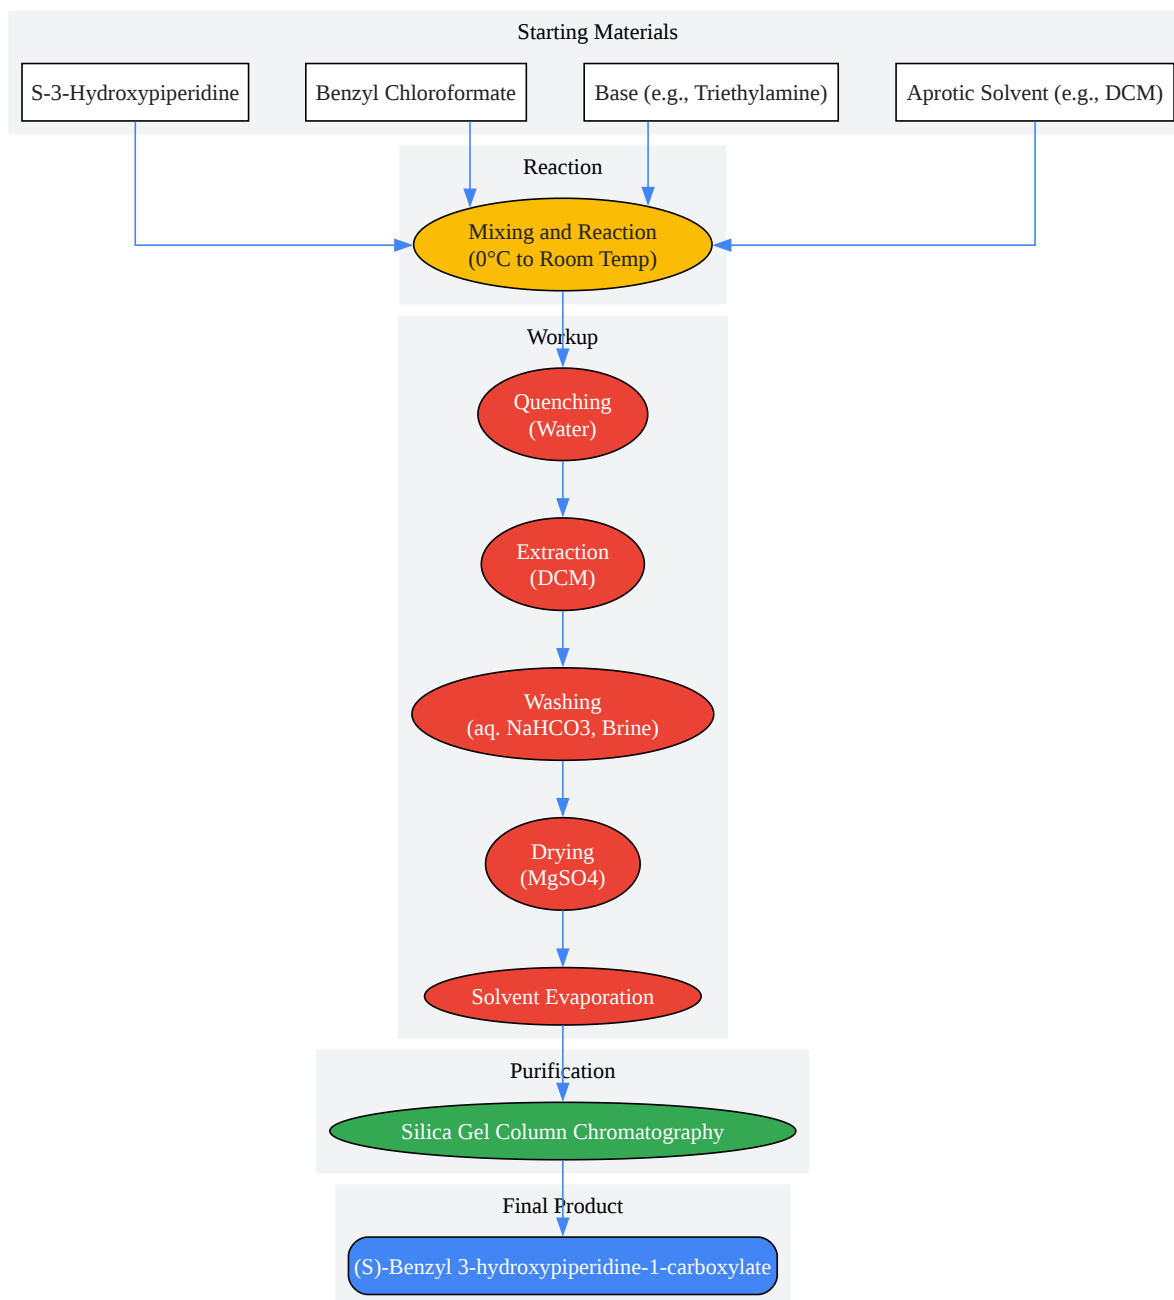 Starting Materials
S-3-Hydroxypiperidine
Benzyl Chloroformate
Base (e.g., Triethylamine)
Aprotic Solvent (e.g., DCM)
Reaction
Mixing and Reaction
(0°C to Room Temp)
Workup
Quenching
(Water)
Extraction
(DCM)
Washing
(aq. NaHCO3, Brine)
Drying
(MgSO4)
Solvent Evaporation
Purification
Silica Gel Column Chromatography
Final Product
(S)-Benzyl 3-hydroxypiperidine-1-carboxylate